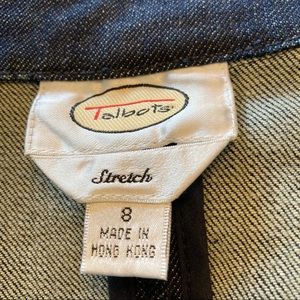 Talbots
Stretch
8
MADE IN
HONG KONG